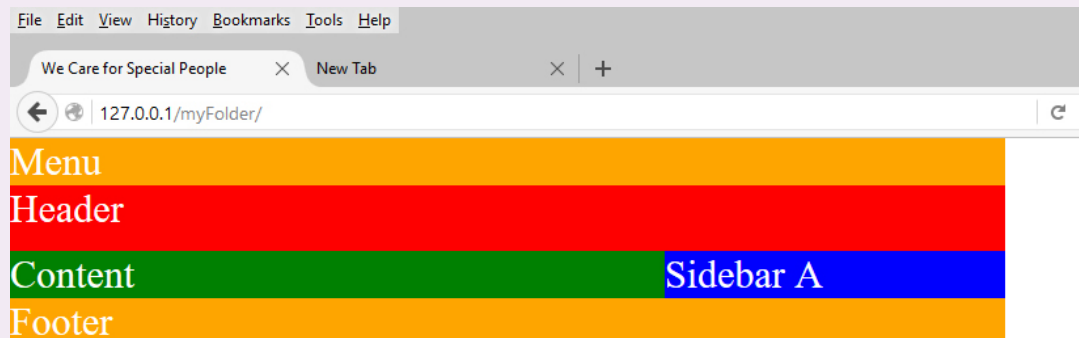 File Edit View History Bookmarks Tools Help
We Care for Special People New Tab
127.0.0.1/myFolder/
Menu
Header
Content Sidebar A
Footer